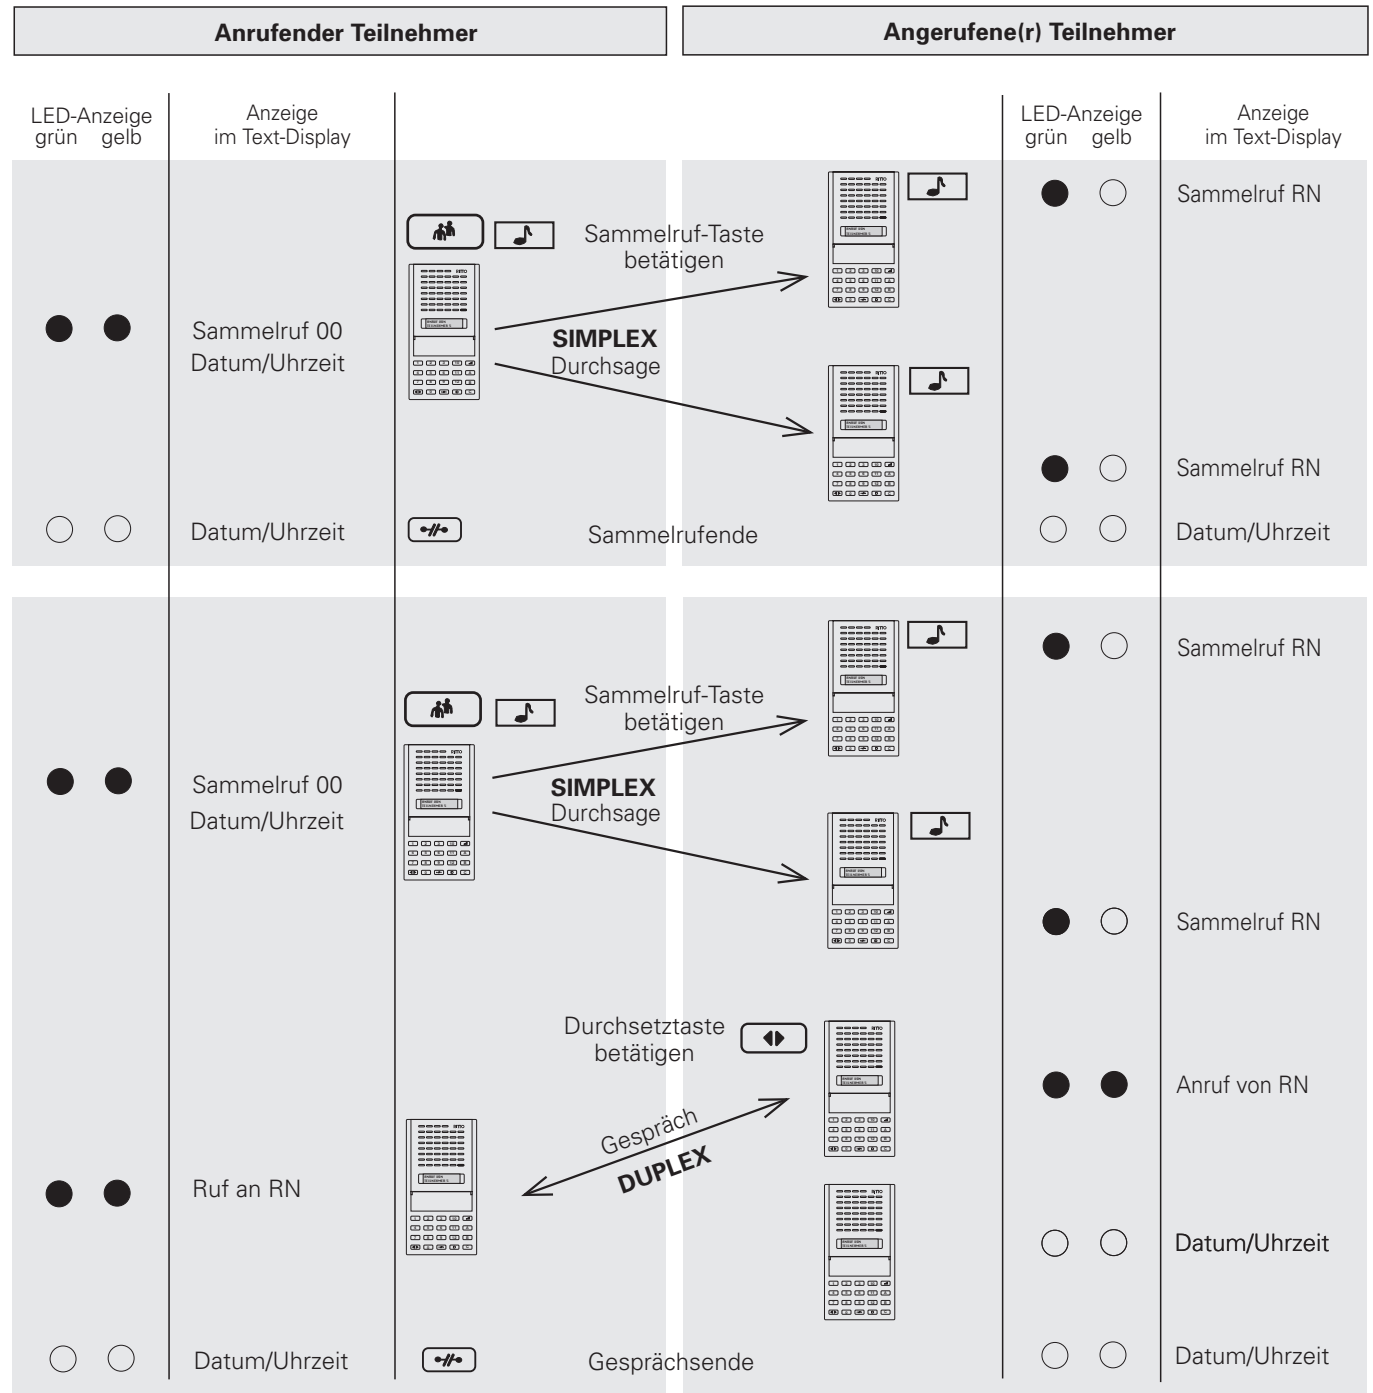 Anrufender Teilnehmer
Angerufene(r) Teilnehmer
LED-Anzeige
grün gelb
Anzeige
im Text-Display
LED-Anzeige
grün gelb
Anzeige
im Text-Display
Sammelruf RN
Sammelruf-Taste
betätigen
Sammelruf 00
Datum/Uhrzeit
SIMPLEX
Durchsage
Sammelruf RN
Datum/Uhrzeit
Sammelrufende
Datum/Uhrzeit
Sammelruf RN
Sammelruf-Taste
betätigen
Sammelruf 00
Datum/Uhrzeit
SIMPLEX
Durchsage
Sammelruf RN
Durchsetztaste
betätigen
Anruf von RN
Gespräch
DUPLEX
Ruf an RN
Datum/Uhrzeit
Datum/Uhrzeit
Gesprächsende
Datum/Uhrzeit